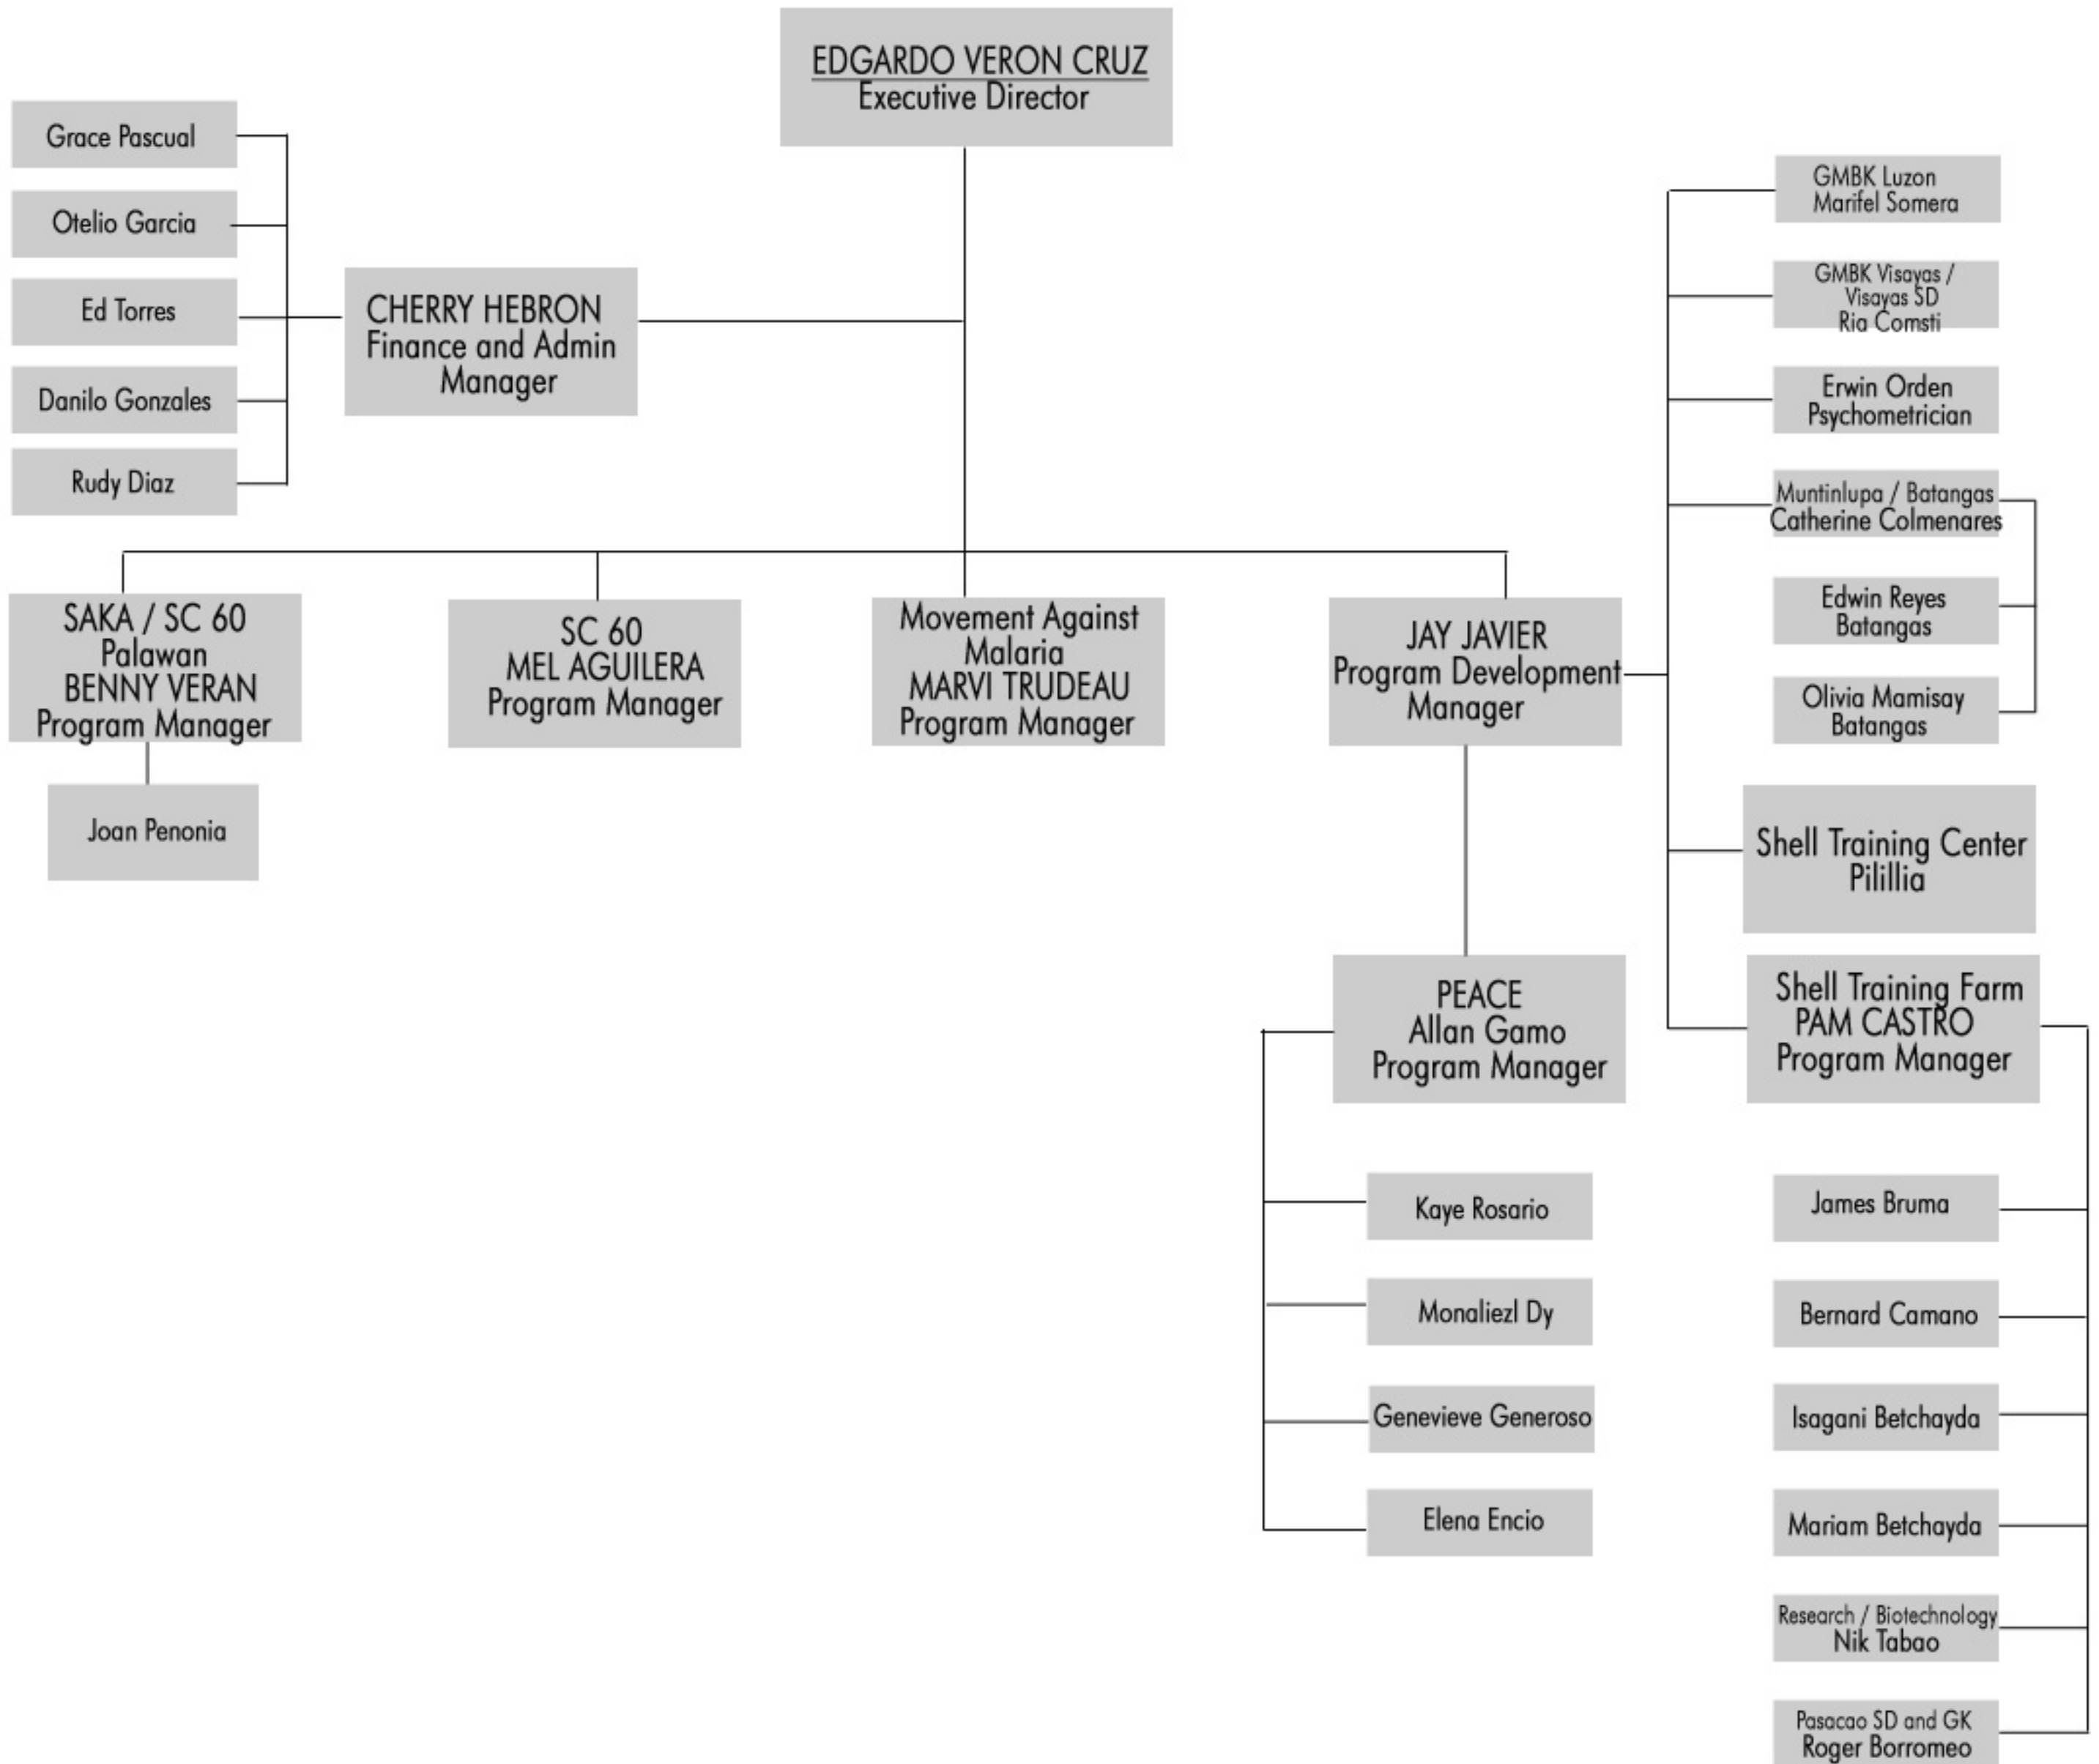 EDGARDO VERON CRUZ
Executive Director
Grace Pascual
Otelio Garcia
Ed Torres
Danilo Gonzales
Rudy Diaz
CHERRY HEBRON
Finance and Admin
Manager
SAKA / SC 60
Palawan
BENNY VERAN
Program Manager
Joan Penonia
SC 60
MEL AGUILERA
Program Manager
Movement Against
Malaria
MARVI TRUDEAU
Program Manager
JAY JAVIER
Program Development
Manager
GMBK Luzon
Marifel Somera
GMBK Visayas /
Visayas SD
Ria Comsti
Erwin Orden
Psychometrician
Muntinlupa / Batangas
Catherine Colmenares
Edwin Reyes
Batangas
Olivia Mamisay
Batangas
Shell Training Center
Pilillia
Shell Training Farm
PAM CASTRO
Program Manager
PEACE
Allan Gamo
Program Manager
Kaye Rosario
Monaliezl Dy
Genevieve Generoso
Elena Encio
James Bruma
Bernard Camano
Isagani Betchayda
Mariam Betchayda
Research / Biotechnology
Nik Tabao
Pasacao SD and GK
Roger Borromeo